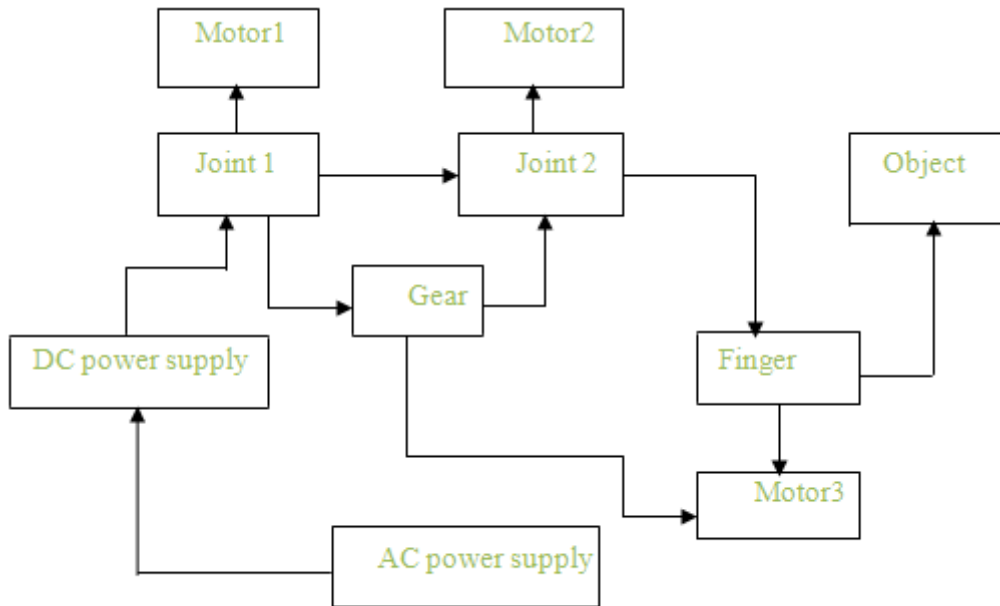 Motor1
Motor2
Joint 1
Joint 2
Object
Gear
DC power supply
Finger
Motor3
AC power supply